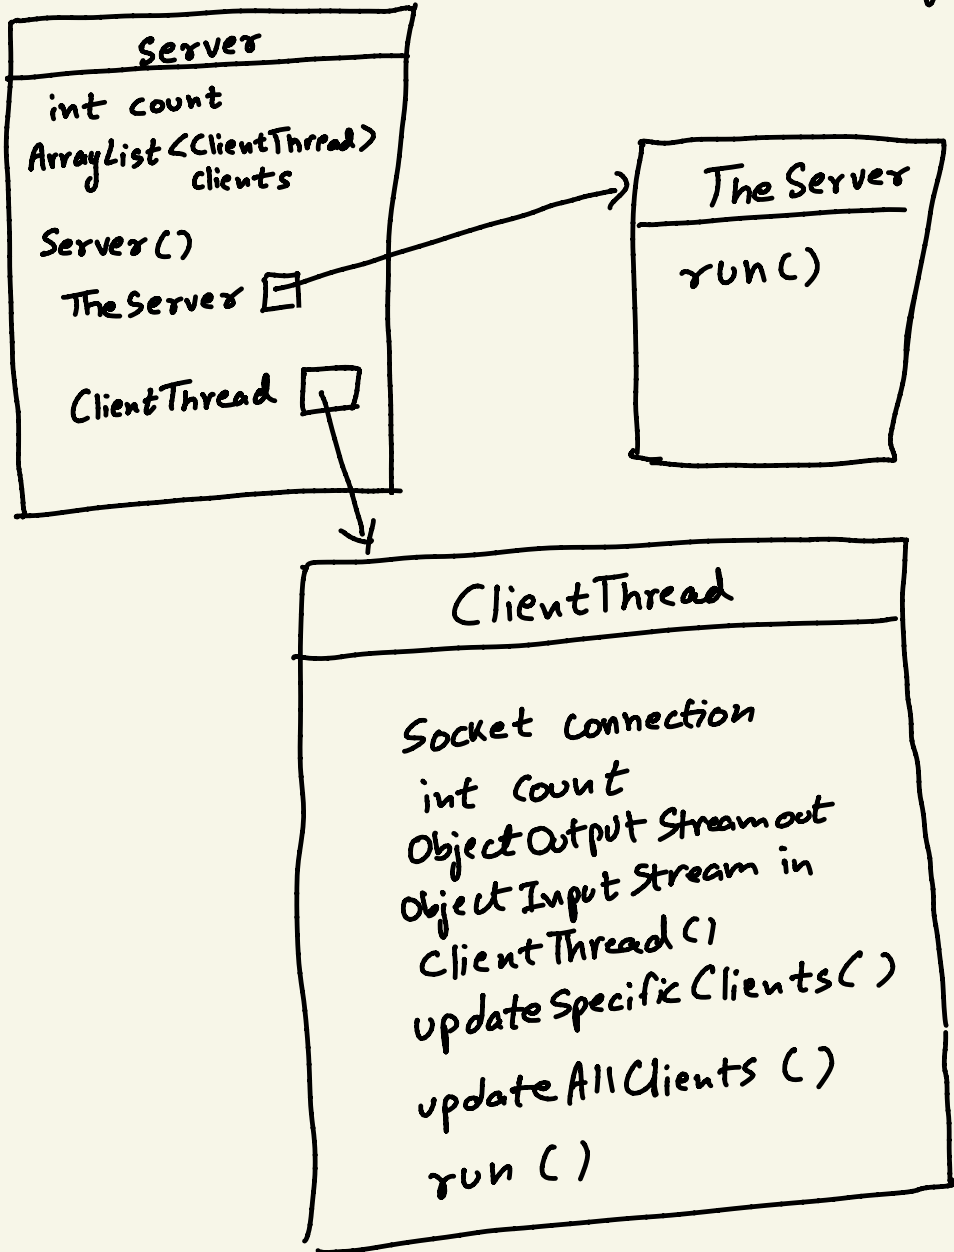 Server
int count
ArrayList<ClientThread>
clients
Server()
TheServer
ClientThread
The Server
run()
ClientThread
Socket connection
int count
ObjectOutputStream out
ObjectInputStream in
ClientThread()
updateSpecificClients()
updateAllClients()
run()